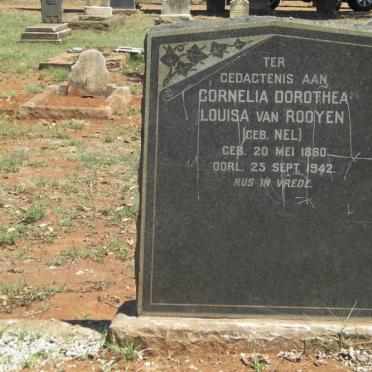 TER
GEDACTENIS AAN
CORNELIA DOROTHEA
LOUISA VAN ROOYEN
(GEB. NEL)
GEB. 20 MEI 1880
OORL. 25 SEPT. 1942.
RUS IN VREDE.